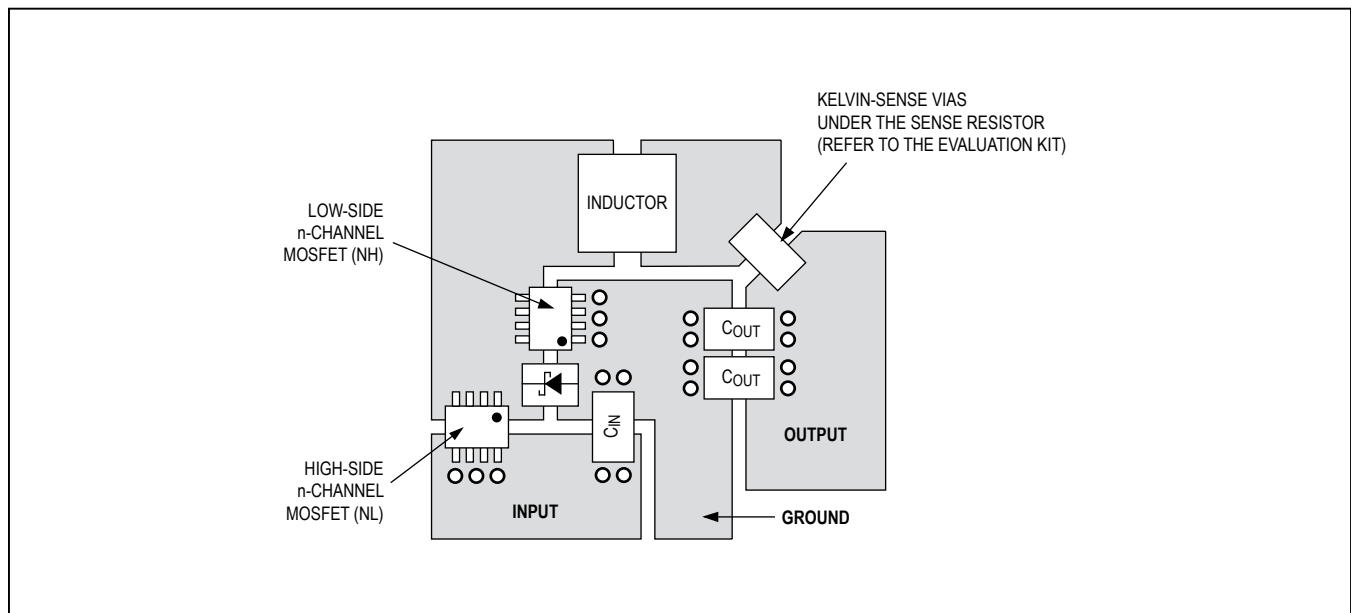 KELVIN-SENSE VIAS
UNDER THE SENSE RESISTOR
(REFER TO THE EVALUATION KIT)
INDUCTOR
LOW-SIDE
n-CHANNEL
MOSFET (NH)
COUT
COUT
CIN
OUTPUT
HIGH-SIDE
n-CHANNEL
MOSFET (NL)
INPUT
GROUND